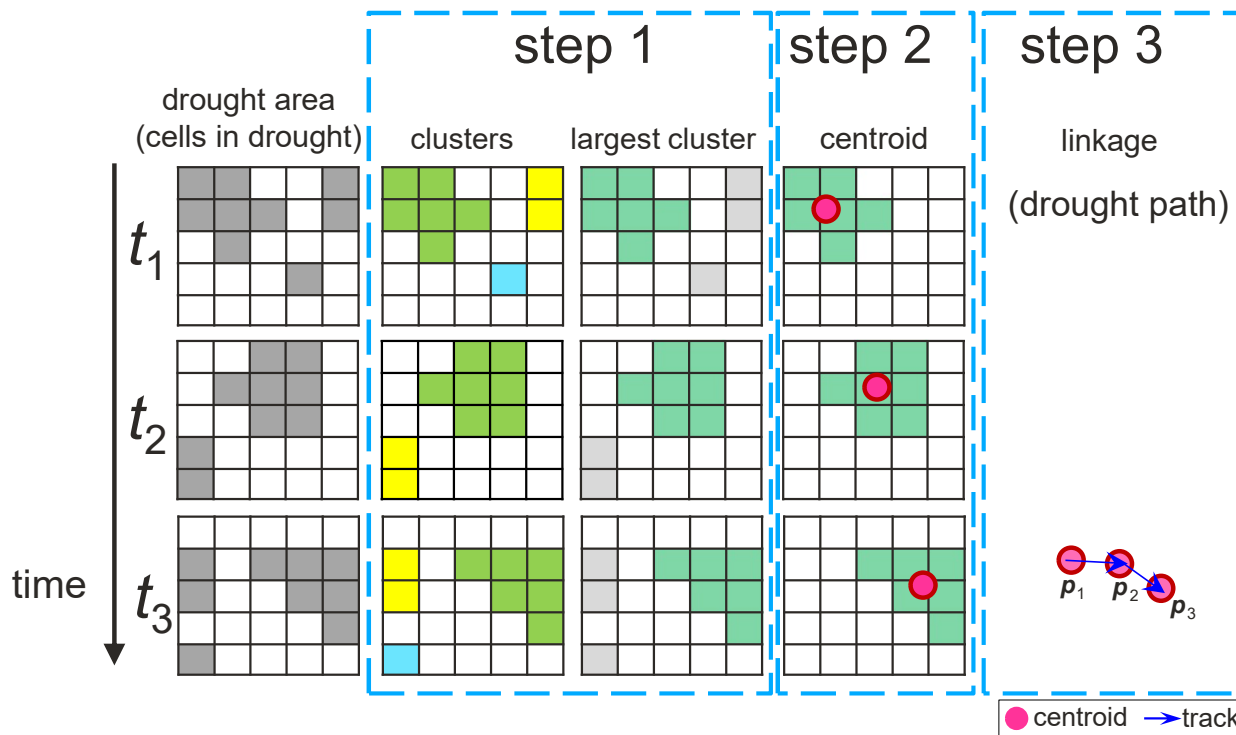 step 1
step 2
step 3
drought area
(cells in drought)
clusters
largest cluster
centroid
linkage
(drought path)
t1
t2
t3
time
p1
p2
p3
centroid
track